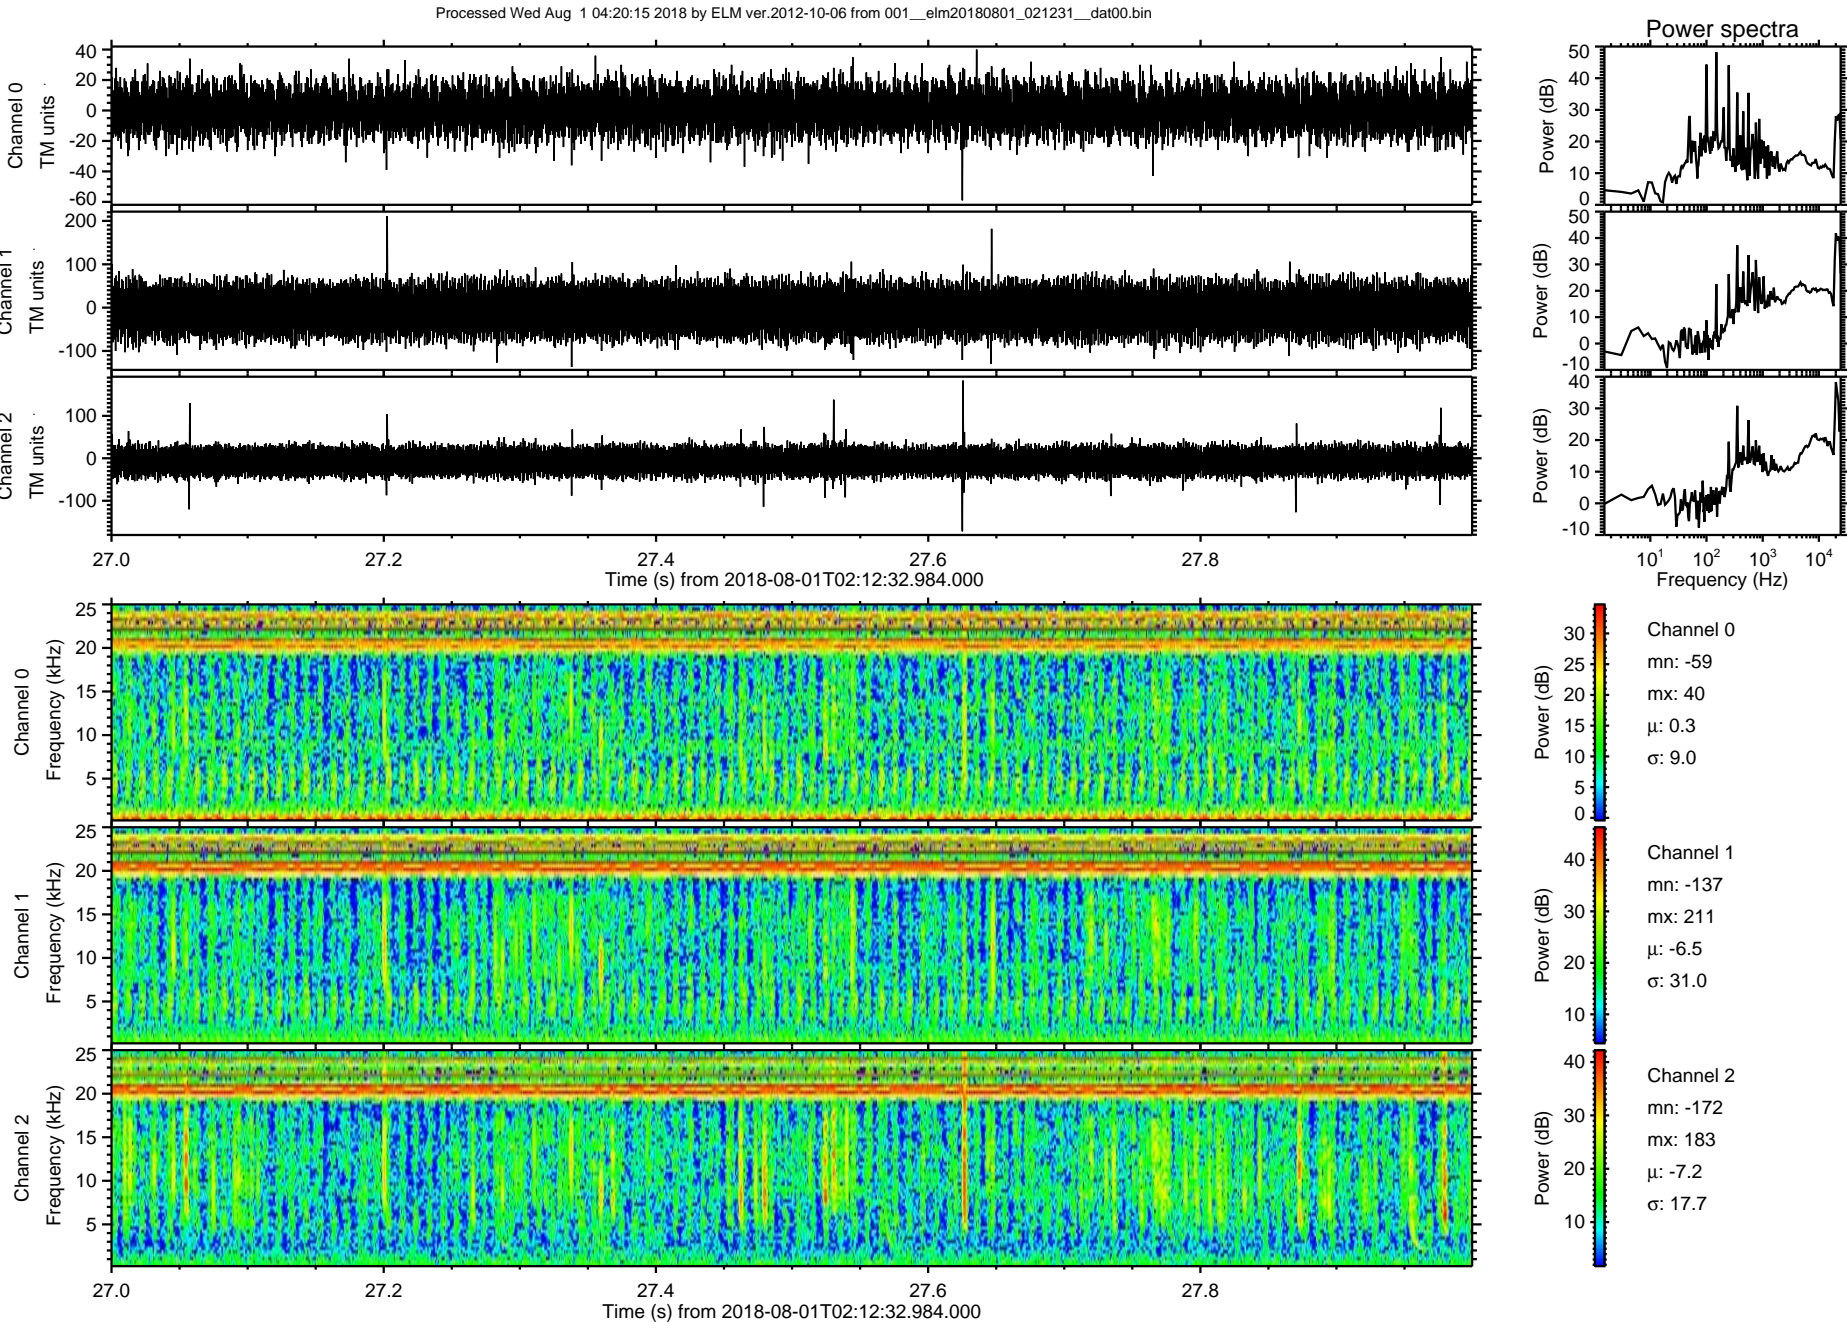 Processed Wed Aug 1 04:20:15 2018 by ELM ver.2012-10-06 from 001__elm20180801_021231__dat00.bin
Power spectra
Channel 0
TM units
40
20
0
-20
-40
-60
Power (dB)
50
40
30
20
10
0
Channel 1
TM units
200
100
0
-100
Power (dB)
50
40
30
20
10
0
-10
Channel 2
TM units
100
0
-100
Power (dB)
40
30
20
10
0
-10
27.0 27.2 27.4 27.6 27.8
Time (s) from 2018-08-01T02:12:32.984.000
10^1 10^2 10^3 10^4
Frequency (Hz)
Channel 0
Frequency (kHz)
25
20
15
10
5
Power (dB)
30
25
20
15
10
5
0
Channel 0
mn: -59
mx: 40
μ: 0.3
σ: 9.0
Channel 1
Frequency (kHz)
25
20
15
10
5
Power (dB)
40
30
20
10
Channel 1
mn: -137
mx: 211
μ: -6.5
σ: 31.0
Channel 2
Frequency (kHz)
25
20
15
10
5
Power (dB)
40
30
20
10
Channel 2
mn: -172
mx: 183
μ: -7.2
σ: 17.7
27.0 27.2 27.4 27.6 27.8
Time (s) from 2018-08-01T02:12:32.984.000